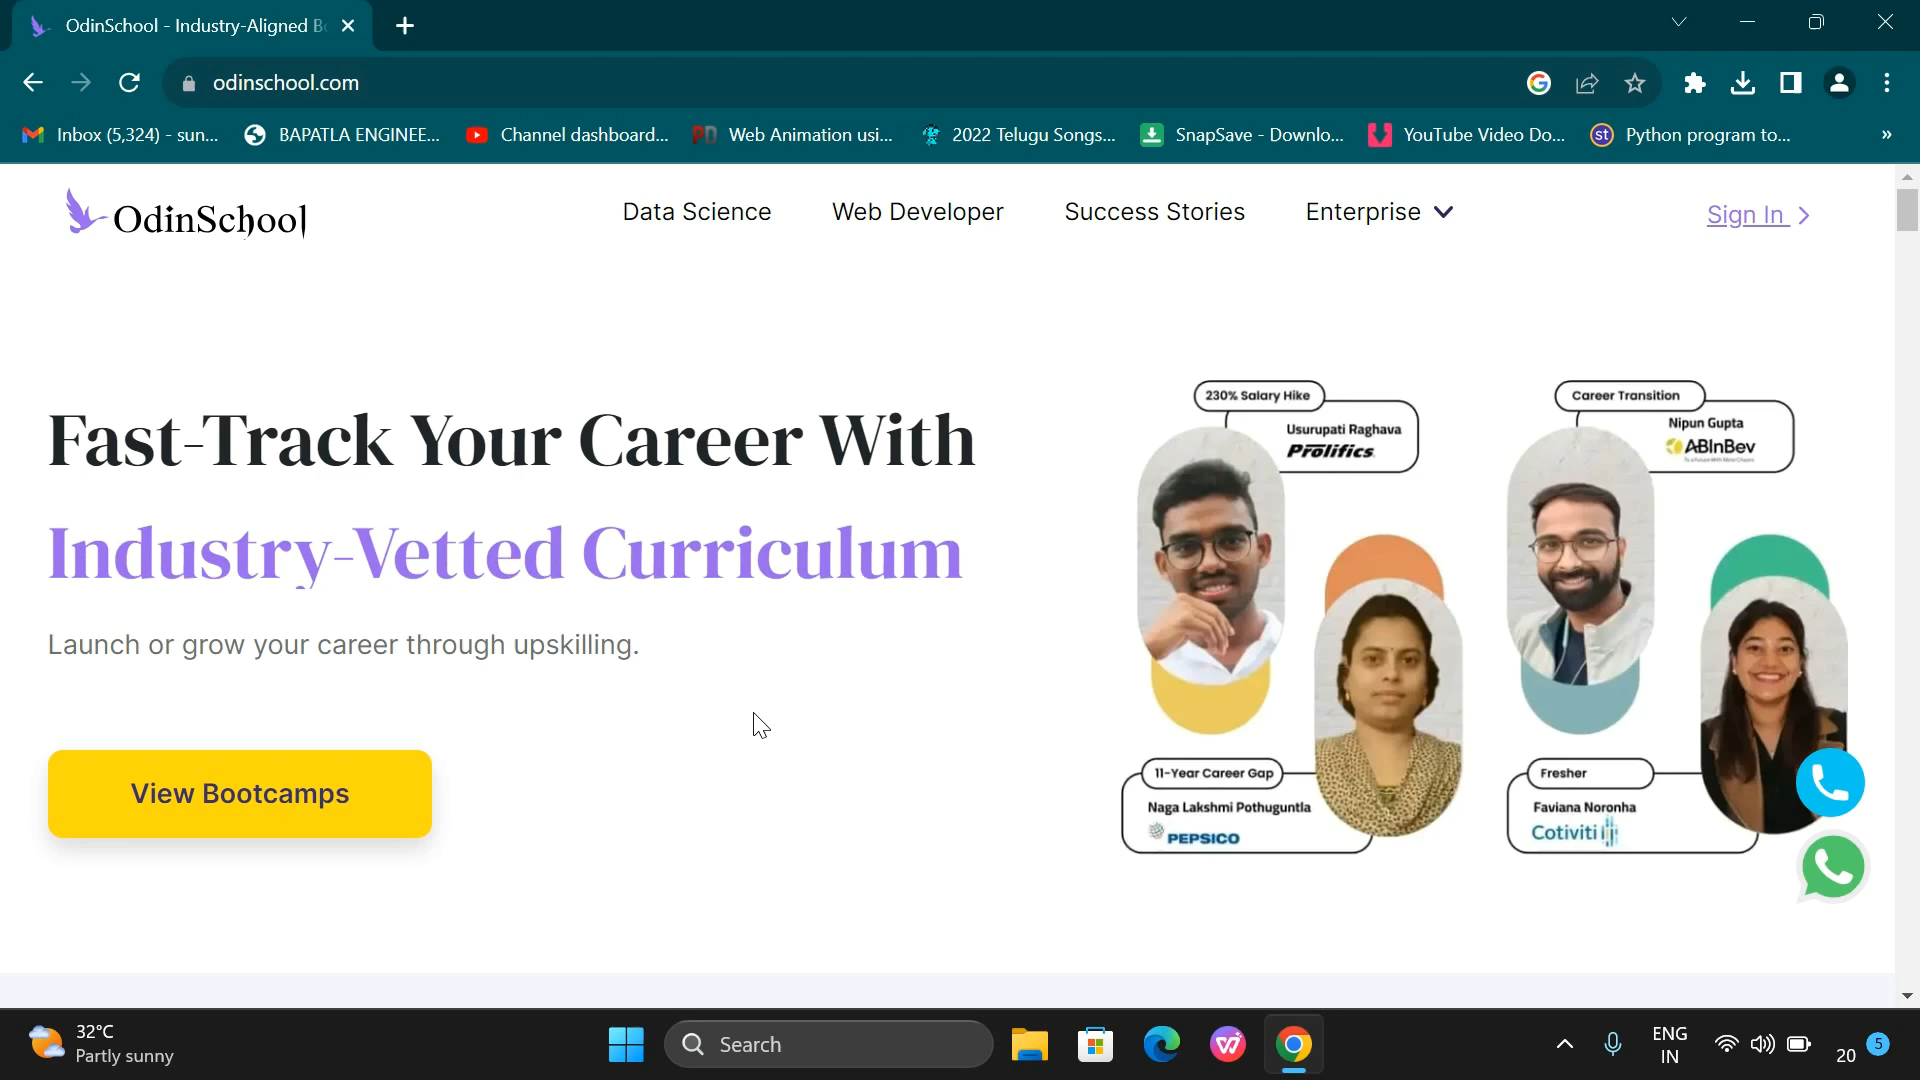 OdinSchool - Industry-Aligned B
odinschool.com
Inbox (5,324) - sun...
BAPATLA ENGINEE...
Channel dashboard...
PD
Web Animation usi...
2022 Telugu Songs...
SnapSave - Downlo...
YouTube Video Do...
st
Python program to...
»
OdinSchool
Data Science
Web Developer
Success Stories
Enterprise
Sign In
Fast-Track Your Career With
Industry-Vetted Curriculum
Launch or grow your career through upskilling.
View Bootcamps
230% Salary Hike
Usurupati Raghava
Prolifics
Career Transition
Nipun Gupta
ABInBev
11-Year Career Gap
Naga Lakshmi Pothuguntla
PEPSICO
Fresher
Faviana Noronha
Cotiviti
32°C
Partly sunny
Search
ENG
IN
20
5